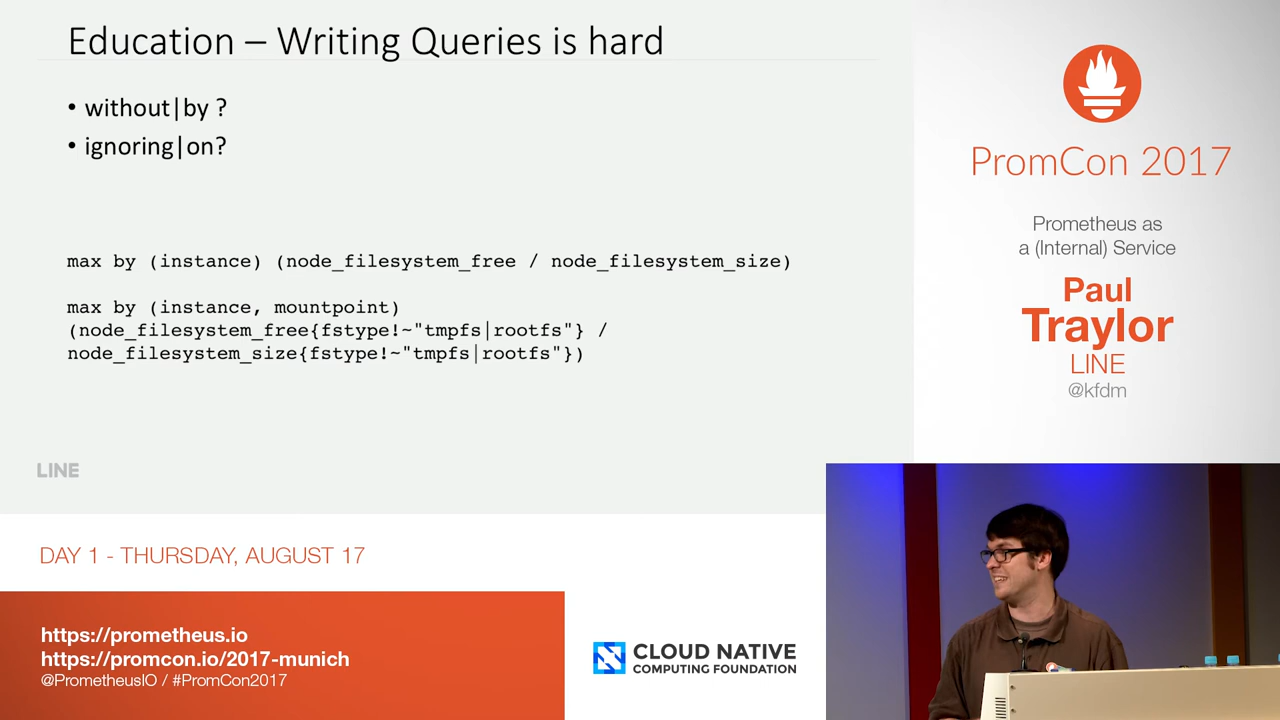 Education – Writing Queries is hard
• without|by ?
• ignoring|on?
max by (instance) (node_filesystem_free / node_filesystem_size)
max by (instance, mountpoint)
(node_filesystem_free{fstype!~"tmpfs|rootfs"} /
node_filesystem_size{fstype!~"tmpfs|rootfs"})
LINE
PromCon 2017
Prometheus as
a (Internal) Service
Paul
Traylor
LINE
@kfdm
DAY 1 - THURSDAY, AUGUST 17
https://prometheus.io
https://promcon.io/2017-munich
@PrometheusIO / #PromCon2017
CLOUD NATIVE
COMPUTING FOUNDATION